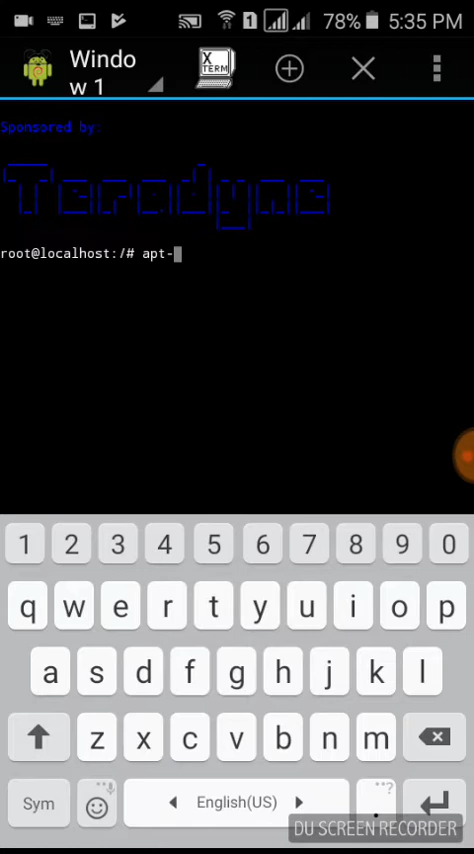 1 78% 5:35 PM
Windo
w 1
X
TERM
Sponsored by:
Teradyne
root@localhost:/# apt-
1 2 3 4 5 6 7 8 9 0
q w e r t y u i o p
a s d f g h j k l
z x c v b n m
Sym English(US) .
DU SCREEN RECORDER